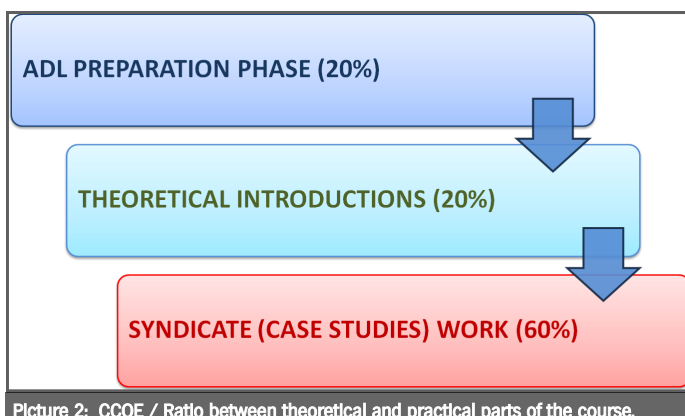 ADL PREPARATION PHASE (20%)
THEORETICAL INTRODUCTIONS (20%)
SYNDICATE (CASE STUDIES) WORK (60%)
Picture 2: CCOE / Ratio between theoretical and practical parts of the course.